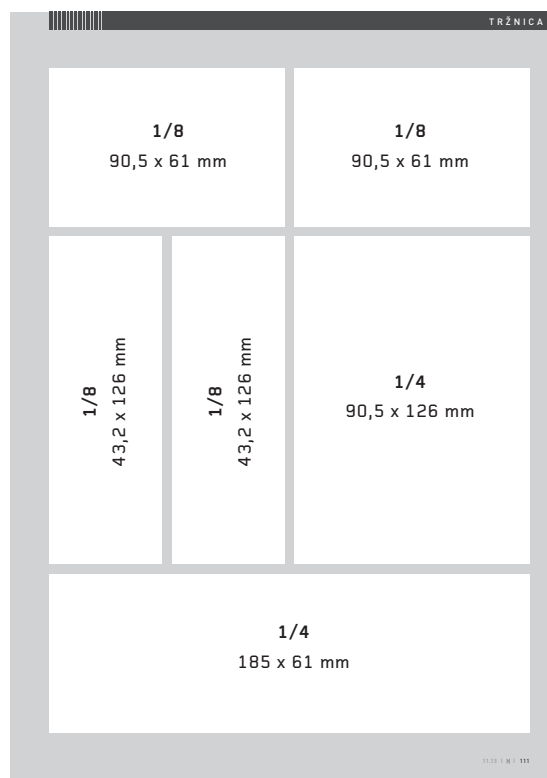 TRŽNICA
1/8
90,5 x 61 mm
1/8
90,5 x 61 mm
1/8
43,2 x 126 mm
1/8
43,2 x 126 mm
1/4
90,5 x 126 mm
1/4
185 x 61 mm
111